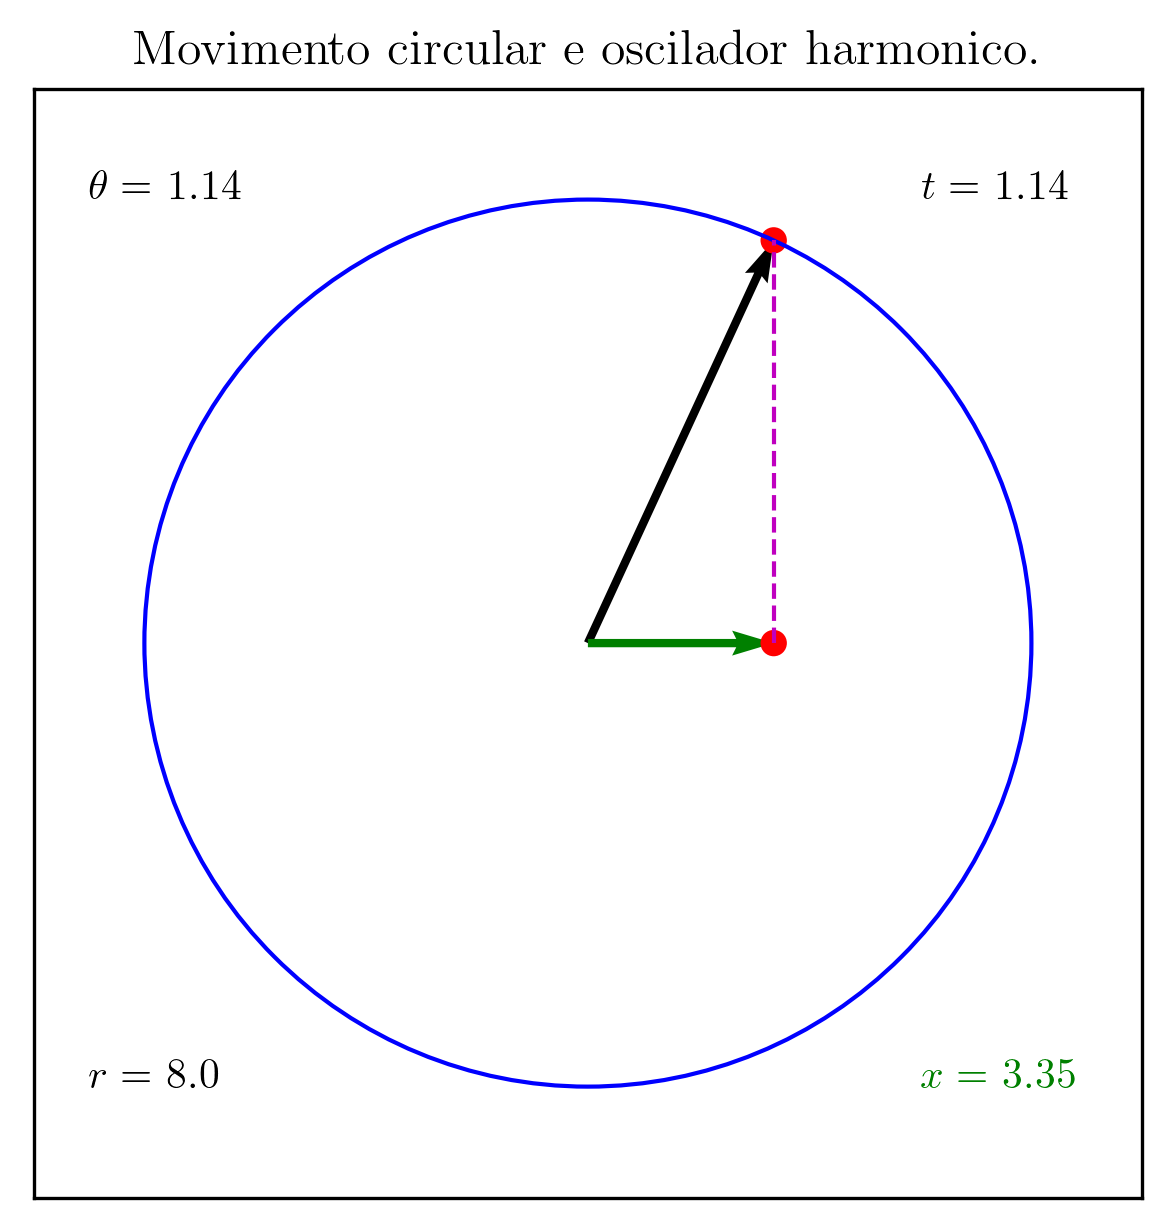 Movimento circular e oscilador harmonico.
θ = 1.14
t = 1.14
r = 8.0
x = 3.35